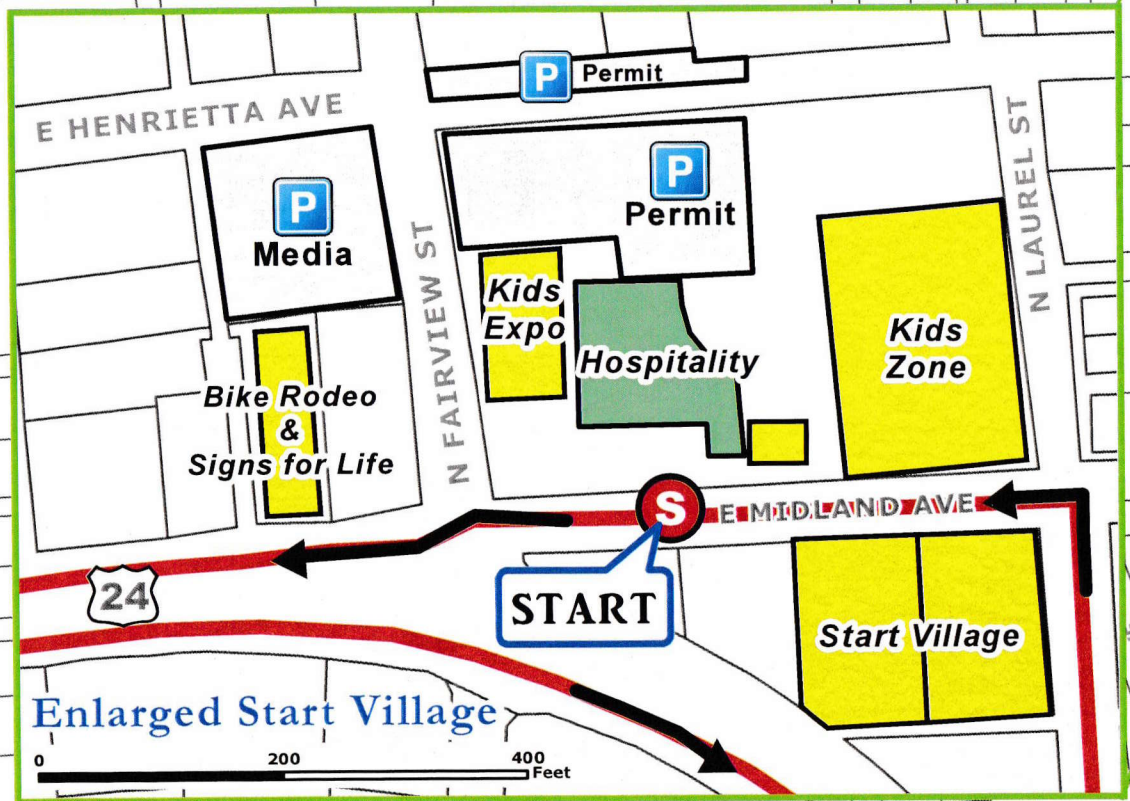 P Permit
E HENRIETTA AVE
P
Media
P
Permit
N LAUREL ST
N FAIRVIEW ST
Kids
Expo
Hospitality
Kids
Zone
Bike Rodeo
&
Signs for Life
S
E MIDLAND AVE
24
START
Start Village
Enlarged Start Village
0 200 400
Feet